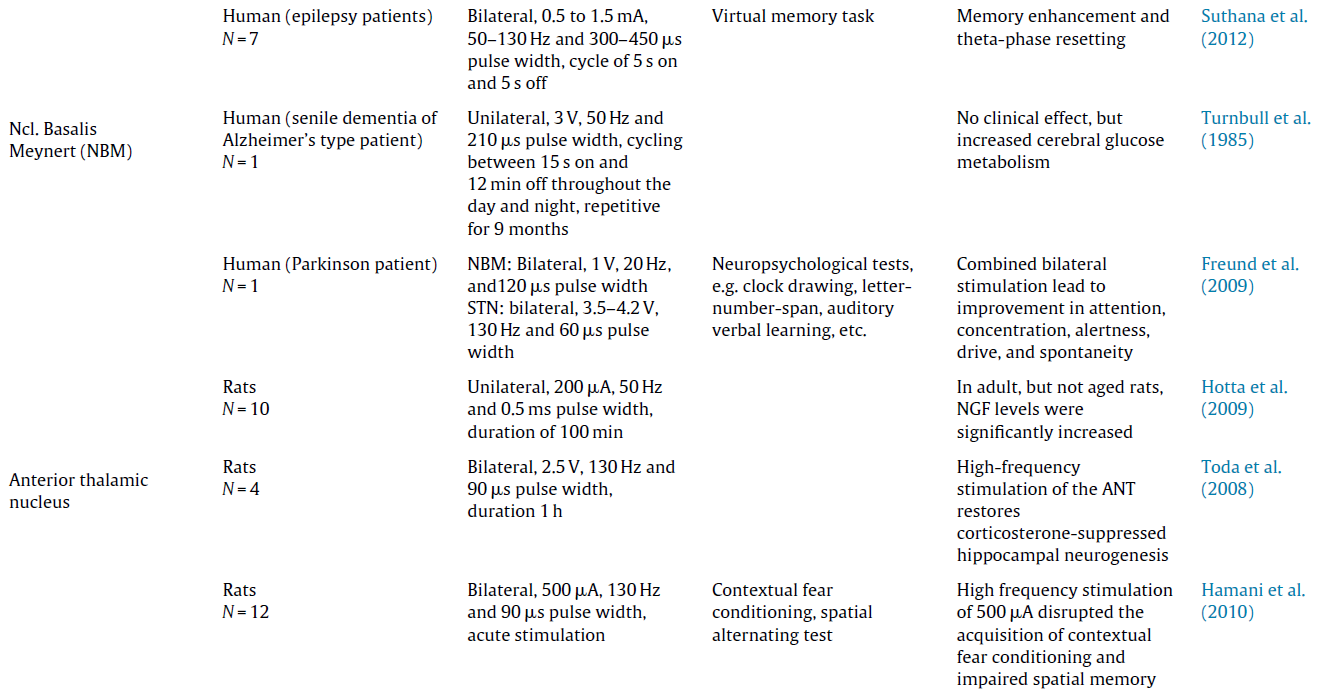 Human (epilepsy patients)
N = 7
Bilateral, 0.5 to 1.5 mA,
50–130 Hz and 300–450 μs
pulse width, cycle of 5 s on
and 5 s off
Virtual memory task
Memory enhancement and
theta-phase resetting
Suthana et al.
(2012)
Ncl. Basalis
Meynert (NBM)
Human (senile dementia of
Alzheimer's type patient)
N = 1
Unilateral, 3 V, 50 Hz and
210 μs pulse width, cycling
between 15 s on and
12 min off throughout the
day and night, repetitive
for 9 months
No clinical effect, but
increased cerebral glucose
metabolism
Turnbull et al.
(1985)
Human (Parkinson patient)
N = 1
NBM: Bilateral, 1 V, 20 Hz,
and120 μs pulse width
STN: bilateral, 3.5–4.2 V,
130 Hz and 60 μs pulse
width
Neuropsychological tests,
e.g. clock drawing, letter-
number-span, auditory
verbal learning, etc.
Combined bilateral
stimulation lead to
improvement in attention,
concentration, alertness,
drive, and spontaneity
Freund et al.
(2009)
Rats
N = 10
Unilateral, 200 μA, 50 Hz
and 0.5 ms pulse width,
duration of 100 min
In adult, but not aged rats,
NGF levels were
significantly increased
Hotta et al.
(2009)
Anterior thalamic
nucleus
Rats
N = 4
Bilateral, 2.5 V, 130 Hz and
90 μs pulse width,
duration 1 h
High-frequency
stimulation of the ANT
restores
corticosterone-suppressed
hippocampal neurogenesis
Toda et al.
(2008)
Rats
N = 12
Bilateral, 500 μA, 130 Hz
and 90 μs pulse width,
acute stimulation
Contextual fear
conditioning, spatial
alternating test
High frequency stimulation
of 500 μA disrupted the
acquisition of contextual
fear conditioning and
impaired spatial memory
Hamani et al.
(2010)